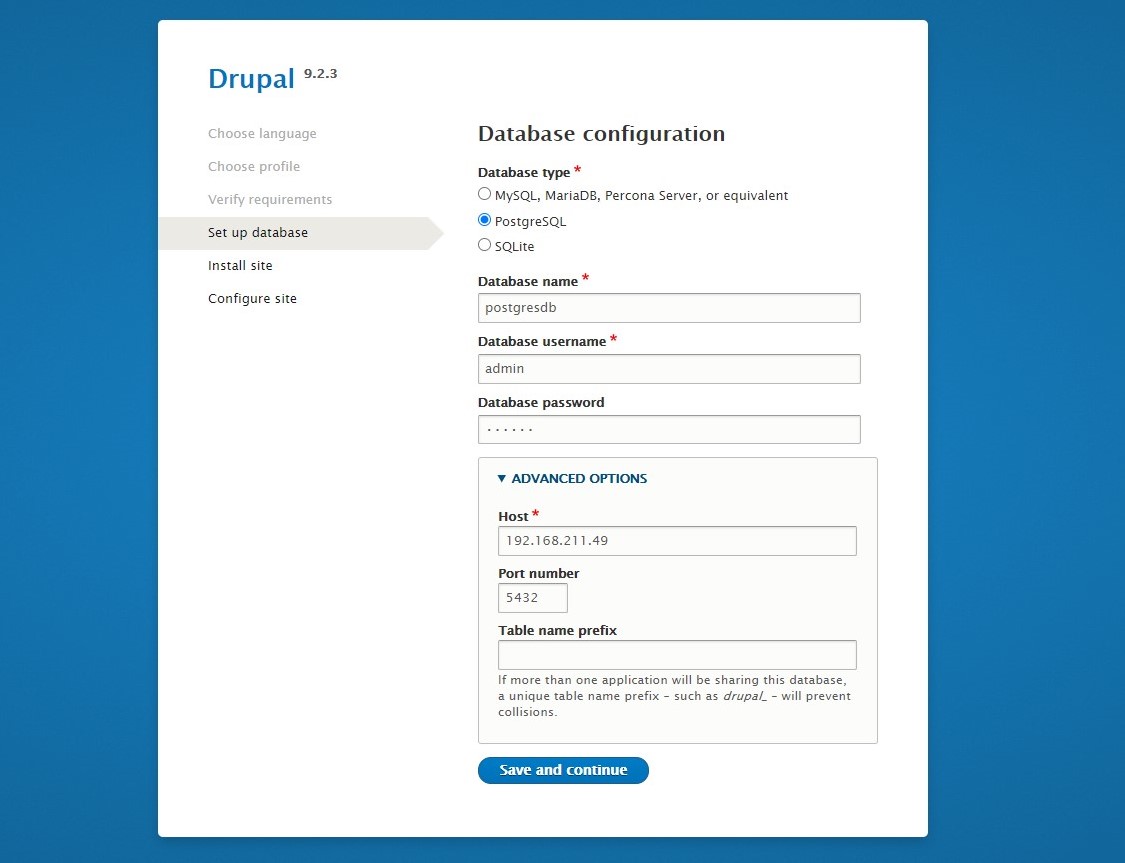 Drupal 9.2.3
Choose language
Choose profile
Verify requirements
Set up database
Install site
Configure site
Database configuration
Database type *
MySQL, MariaDB, Percona Server, or equivalent
PostgreSQL
SQLite
Database name *
postgresdb
Database username *
admin
Database password
······
▼ ADVANCED OPTIONS
Host *
192.168.211.49
Port number
5432
Table name prefix
If more than one application will be sharing this database,
a unique table name prefix – such as drupal_ – will prevent
collisions.
Save and continue